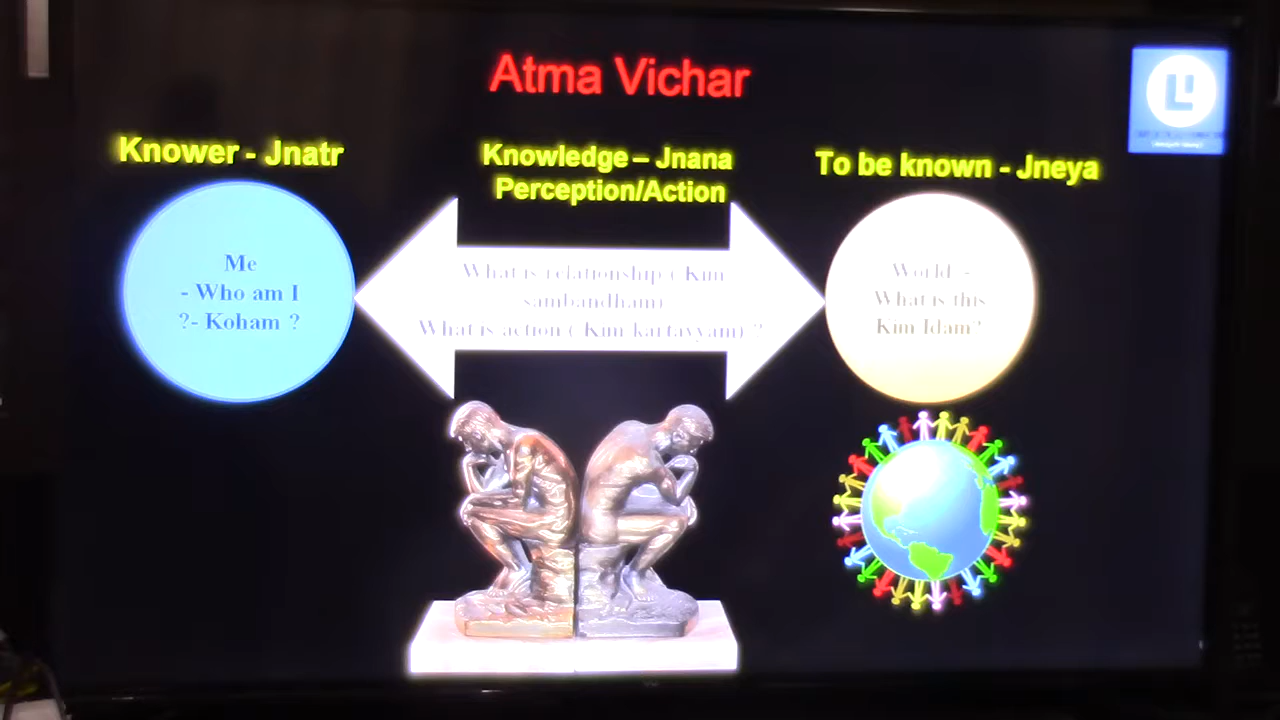 Atma Vichar
Knower - Jnatr
Knowledge – Jnana
Perception/Action
To be known - Jneya
Me
- Who am I
?- Koham ?
What is relationship ( Kim
sambandham)
What is action ( Kim kartavyam) ?
World -
What is this
Kim Idam?